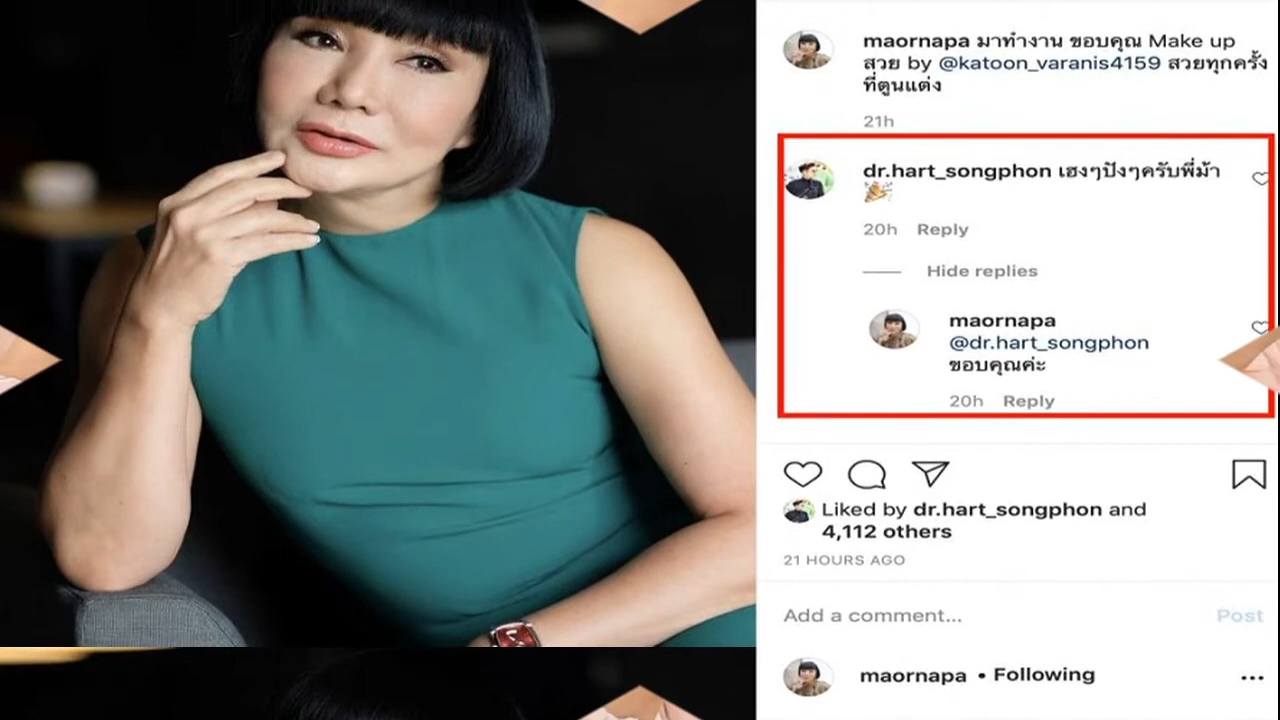 maornapa มาทำงาน ขอบคุณ Make up
สวย by @katoon_varanis4159 สวยทุกครั้ง
ที่ตูนแต่ง
21h
dr.hart_songphon เฮงๆปังๆครับพี่ม้า
🎉
20h Reply
Hide replies
maornapa
@dr.hart_songphon
ขอบคุณค่ะ
20h Reply
Liked by dr.hart_songphon and
4,112 others
21 HOURS AGO
Add a comment... Post
maornapa • Following